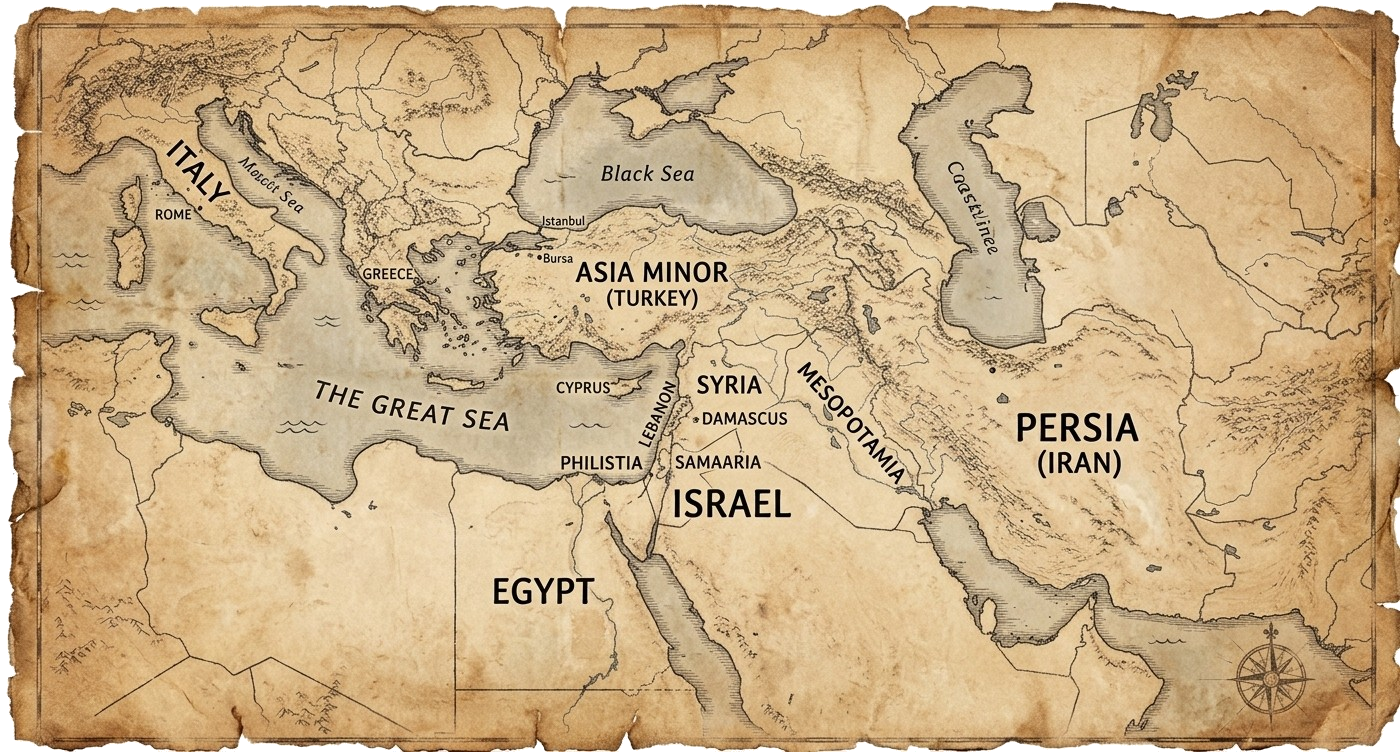 ITALY
Black Sea
ROME
Istanbul
Bursa
GREECE
ASIA MINOR
(TURKEY)
THE GREAT SEA
CYPRUS
LEBANON
SYRIA
DAMASCUS
MESOPOTAMIA
PERSIA
(IRAN)
PHILISTIA
SAMAARIA
ISRAEL
EGYPT